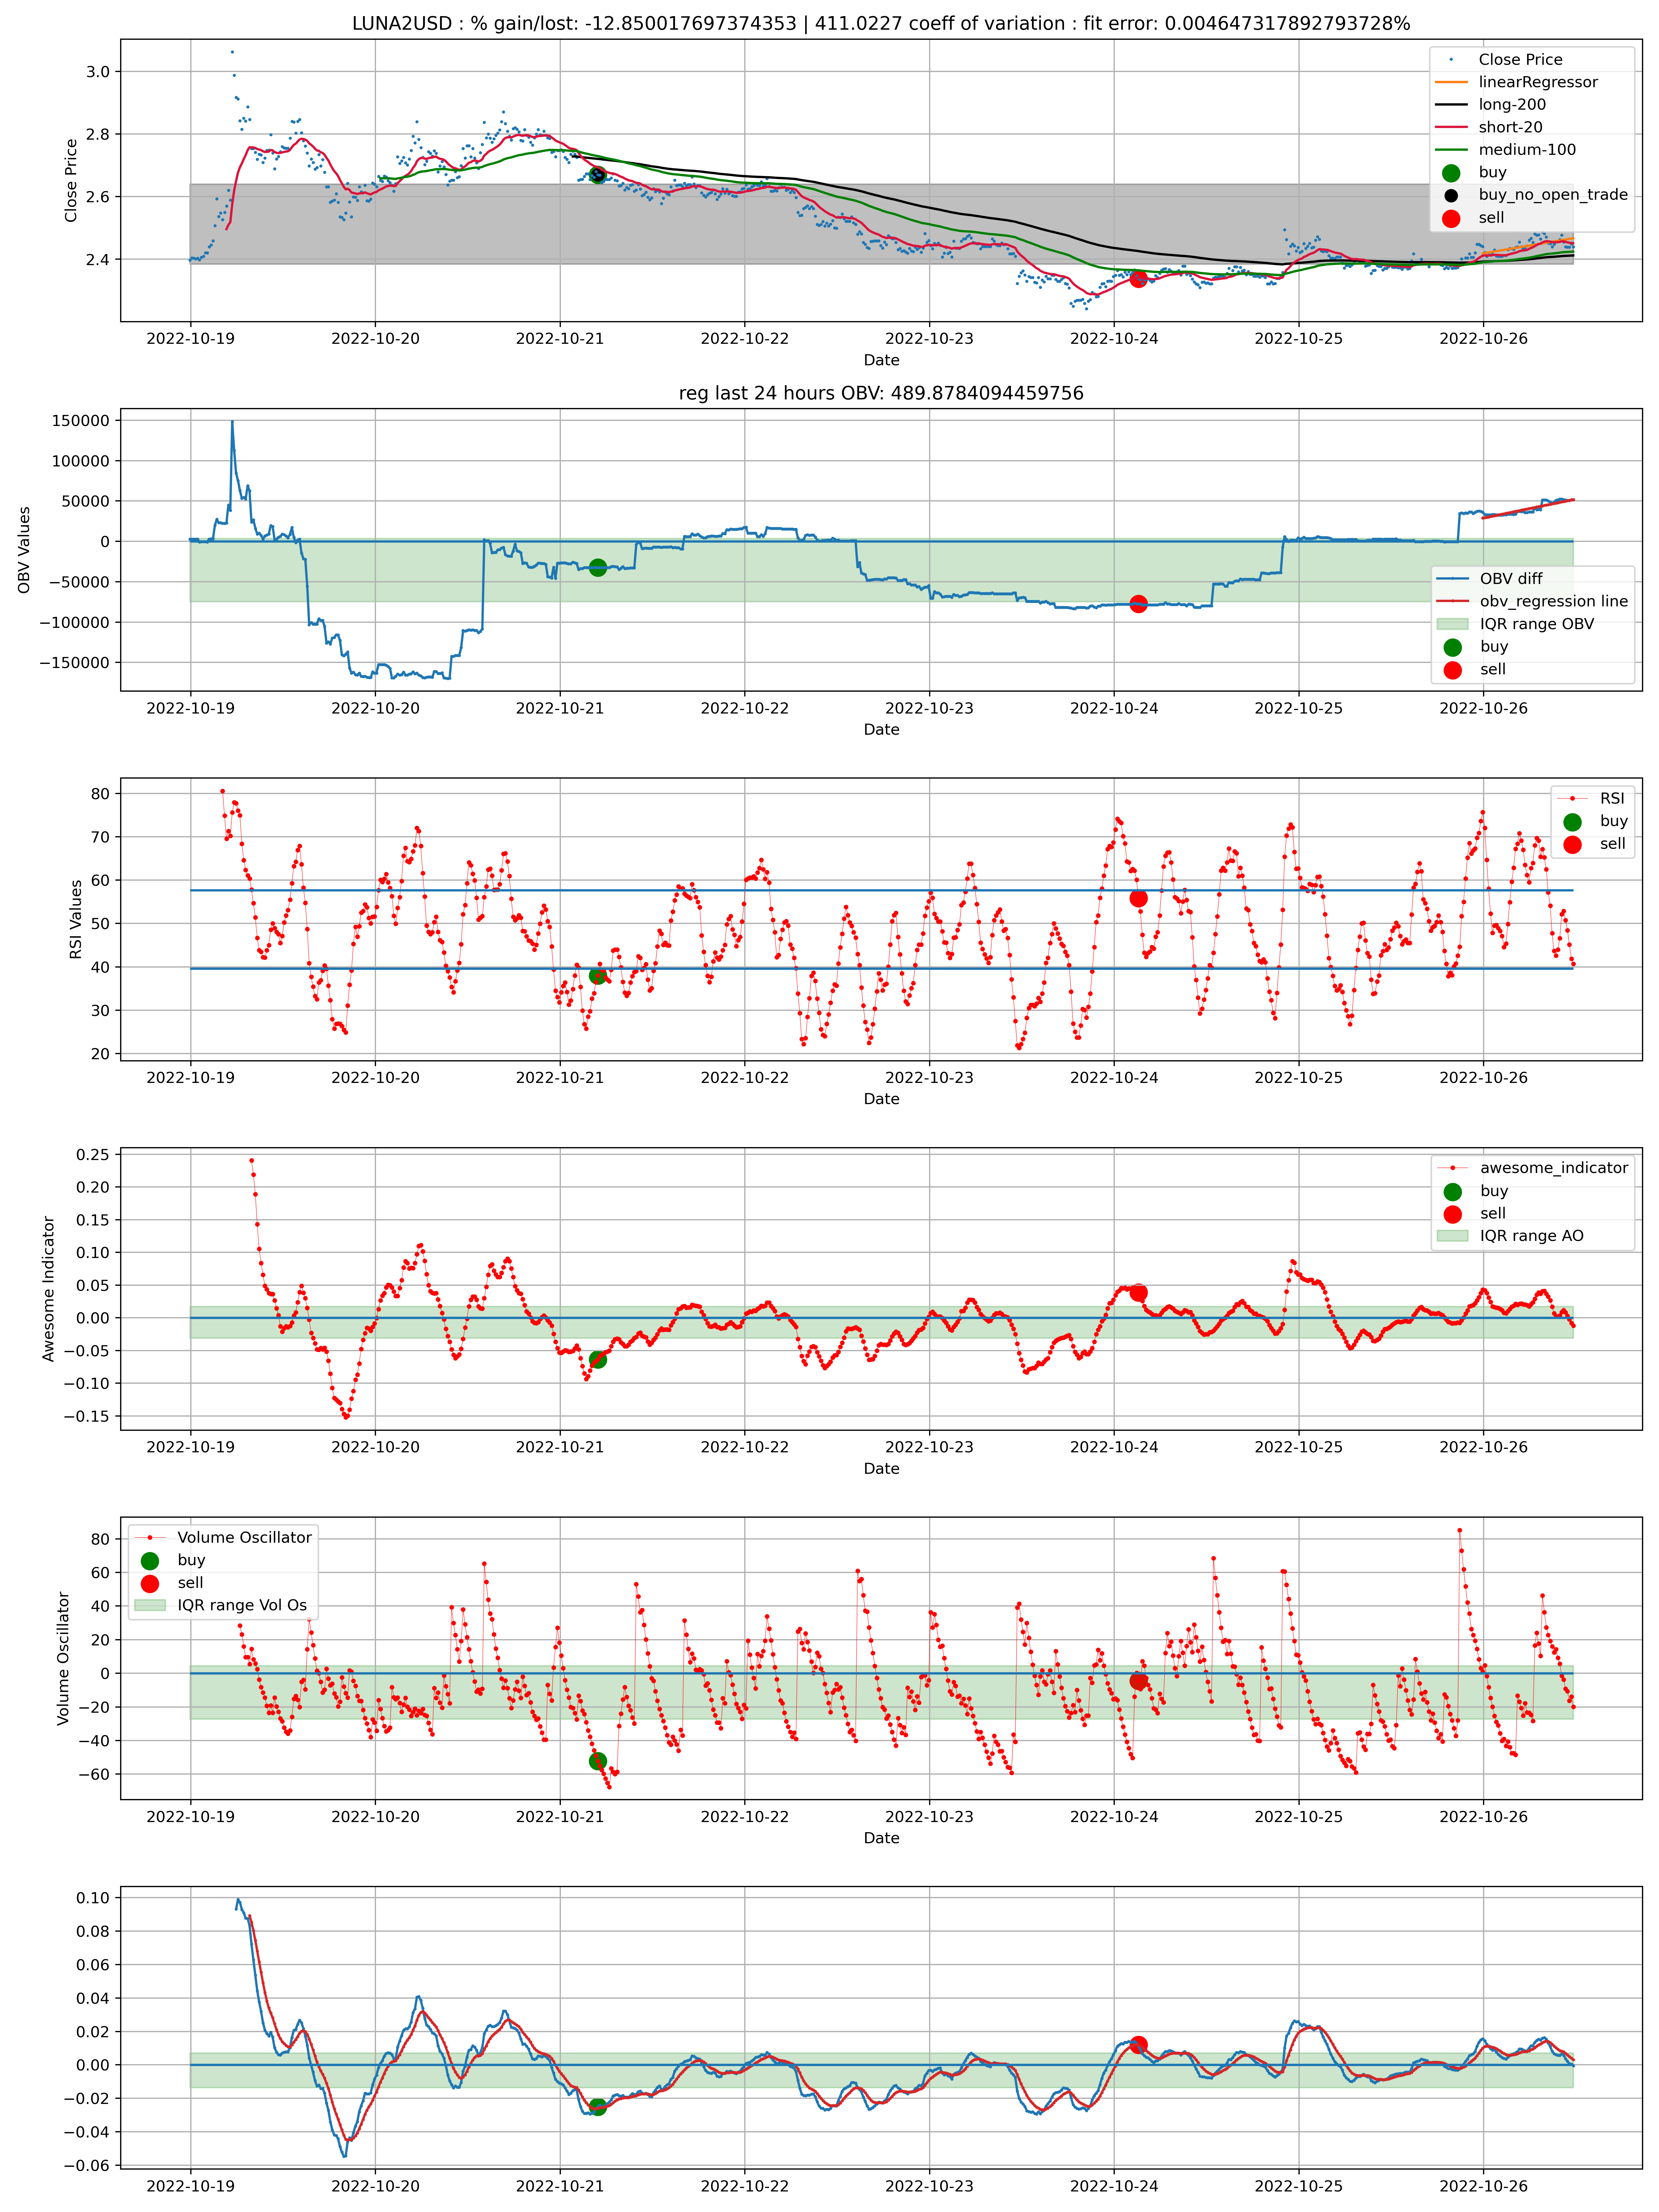 LUNA2USD : % gain/lost: -12.850017697374353 | 411.0227 coeff of variation : fit error: 0.004647317892793728%
Close Price
3.0
2.8
2.6
2.4
Close Price
linearRegressor
long-200
short-20
medium-100
buy
buy_no_open_trade
sell
2022-10-19 2022-10-20 2022-10-21 2022-10-22 2022-10-23 2022-10-24 2022-10-25 2022-10-26
Date
reg last 24 hours OBV: 489.8784094459756
OBV Values
150000
100000
50000
0
−50000
−100000
−150000
OBV diff
obv_regression line
IQR range OBV
buy
sell
2022-10-19 2022-10-20 2022-10-21 2022-10-22 2022-10-23 2022-10-24 2022-10-25 2022-10-26
Date
RSI Values
80
70
60
50
40
30
20
RSI
buy
sell
2022-10-19 2022-10-20 2022-10-21 2022-10-22 2022-10-23 2022-10-24 2022-10-25 2022-10-26
Date
Awesome Indicator
0.25
0.20
0.15
0.10
0.05
0.00
−0.05
−0.10
−0.15
awesome_indicator
buy
sell
IQR range AO
2022-10-19 2022-10-20 2022-10-21 2022-10-22 2022-10-23 2022-10-24 2022-10-25 2022-10-26
Date
Volume Oscillator
80
60
40
20
0
−20
−40
−60
Volume Oscillator
buy
sell
IQR range Vol Os
2022-10-19 2022-10-20 2022-10-21 2022-10-22 2022-10-23 2022-10-24 2022-10-25 2022-10-26
Date
0.10
0.08
0.06
0.04
0.02
0.00
−0.02
−0.04
−0.06
2022-10-19 2022-10-20 2022-10-21 2022-10-22 2022-10-23 2022-10-24 2022-10-25 2022-10-26